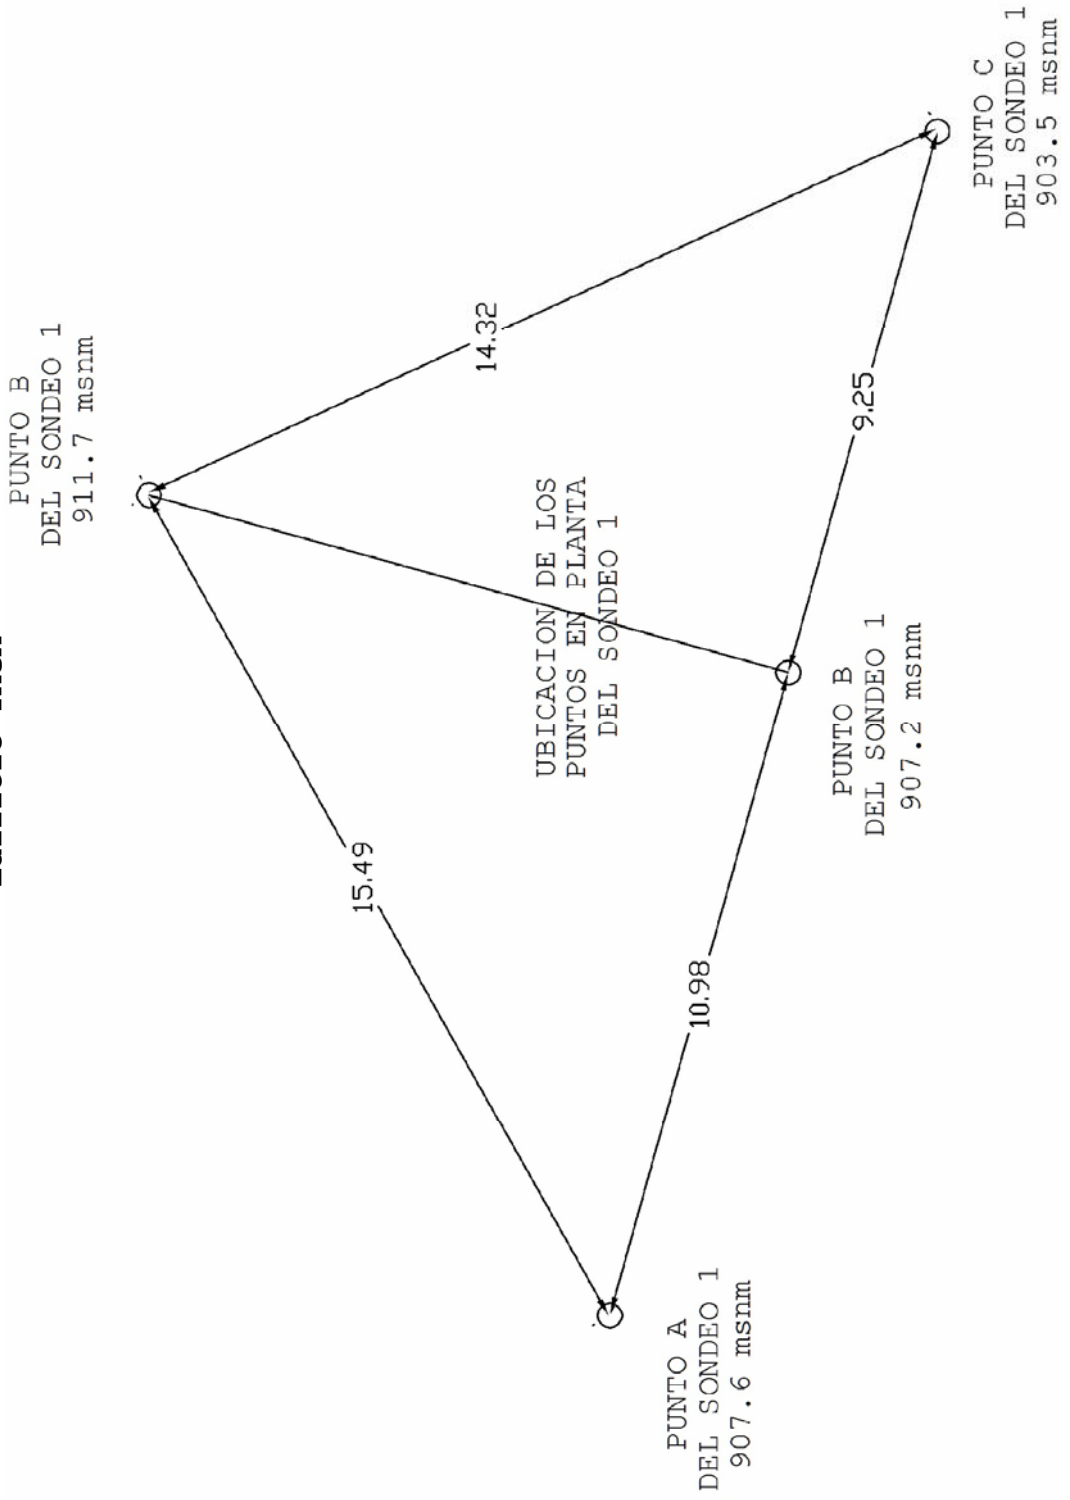 PUNTO B
DEL SONDEO 1
911.7 msnm
15.49
14.32
UBICACION DE LOS
PUNTOS EN PLANTA
DEL SONDEO 1
10.98
9.25
PUNTO A
DEL SONDEO 1
907.6 msnm
PUNTO B
DEL SONDEO 1
907.2 msnm
PUNTO C
DEL SONDEO 1
903.5 msnm